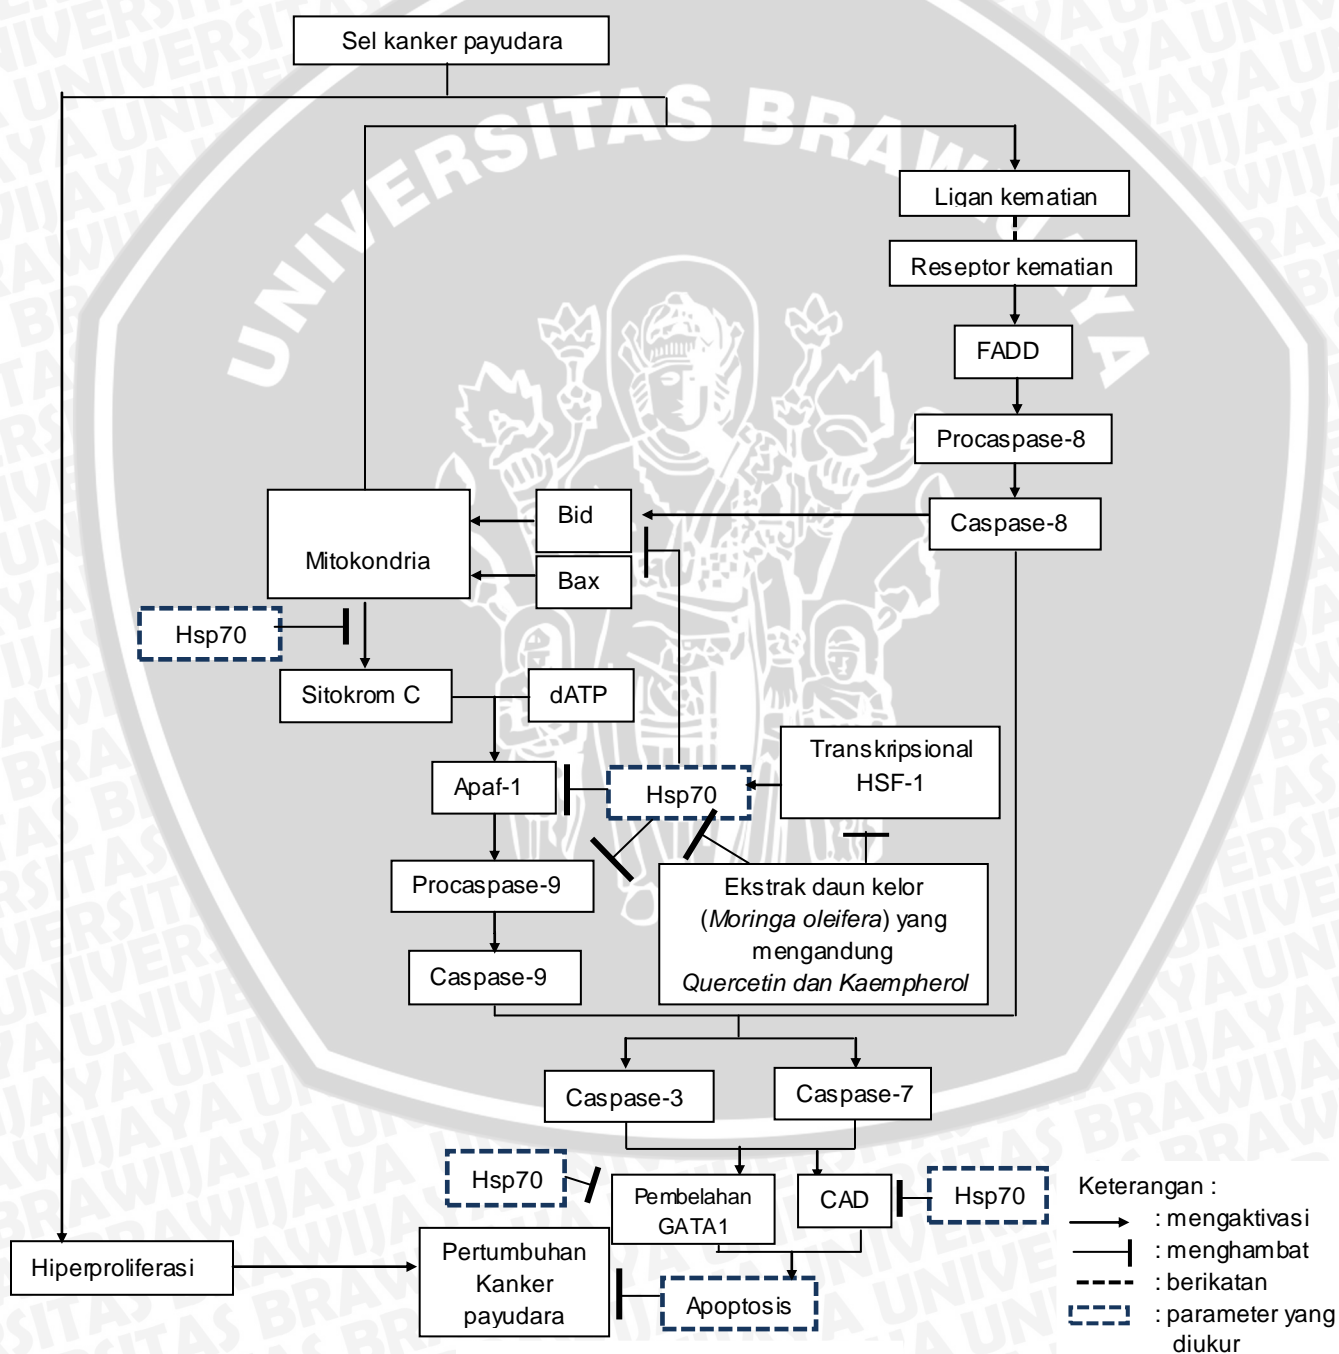 Sel kanker payudara
UNIVERSITAS BRAWIJAYA
Ligan kematian
Reseptor kematian
FADD
Procaspase-8
Caspase-8
Bid
Mitokondria
Bax
Hsp70
Sitokrom C
dATP
Transkripsional
HSF-1
Apaf-1
Hsp70
Procaspase-9
Ekstrak daun kelor
(Moringa oleifera) yang
mengandung
Quercetin dan Kaempherol
Caspase-9
Caspase-3
Caspase-7
Hsp70
Pembelahan
GATA1
CAD
Hsp70
Hiperproliferasi
Pertumbuhan
Kanker
payudara
Apoptosis
Keterangan :
: mengaktivasi
: menghambat
: berikatan
: parameter yang
diukur